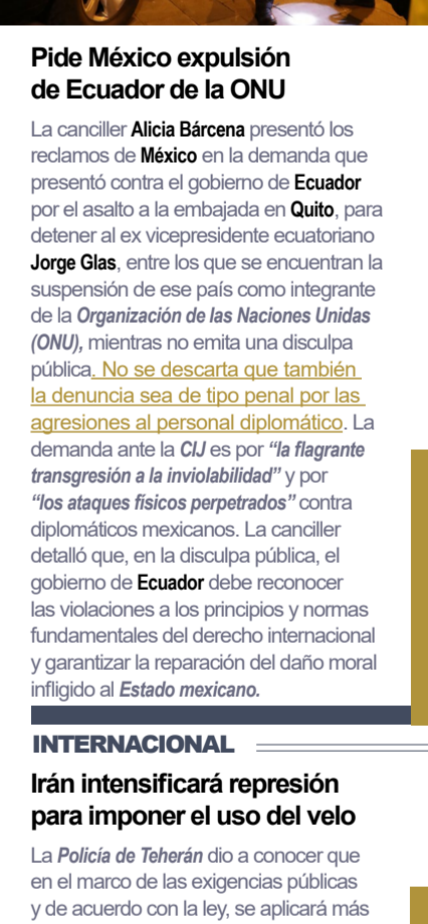 Pide México expulsión
de Ecuador de la ONU
La canciller Alicia Bárcena presentó los
reclamos de México en la demanda que
presentó contra el gobierno de Ecuador
por el asalto a la embajada en Quito, para
detener al ex vicepresidente ecuatoriano
Jorge Glas, entre los que se encuentran la
suspensión de ese país como integrante
de la Organización de las Naciones Unidas
(ONU), mientras no emita una disculpa
pública. No se descarta que también
la denuncia sea de tipo penal por las
agresiones al personal diplomático. La
demanda ante la CIJ es por “la flagrante
transgresión a la inviolabilidad” y por
“los ataques físicos perpetrados” contra
diplomáticos mexicanos. La canciller
detalló que, en la disculpa pública, el
gobierno de Ecuador debe reconocer
las violaciones a los principios y normas
fundamentales del derecho internacional
y garantizar la reparación del daño moral
infligido al Estado mexicano.
INTERNACIONAL
Irán intensificará represión
para imponer el uso del velo
La Policía de Teherán dio a conocer que
en el marco de las exigencias públicas
y de acuerdo con la ley, se aplicará más